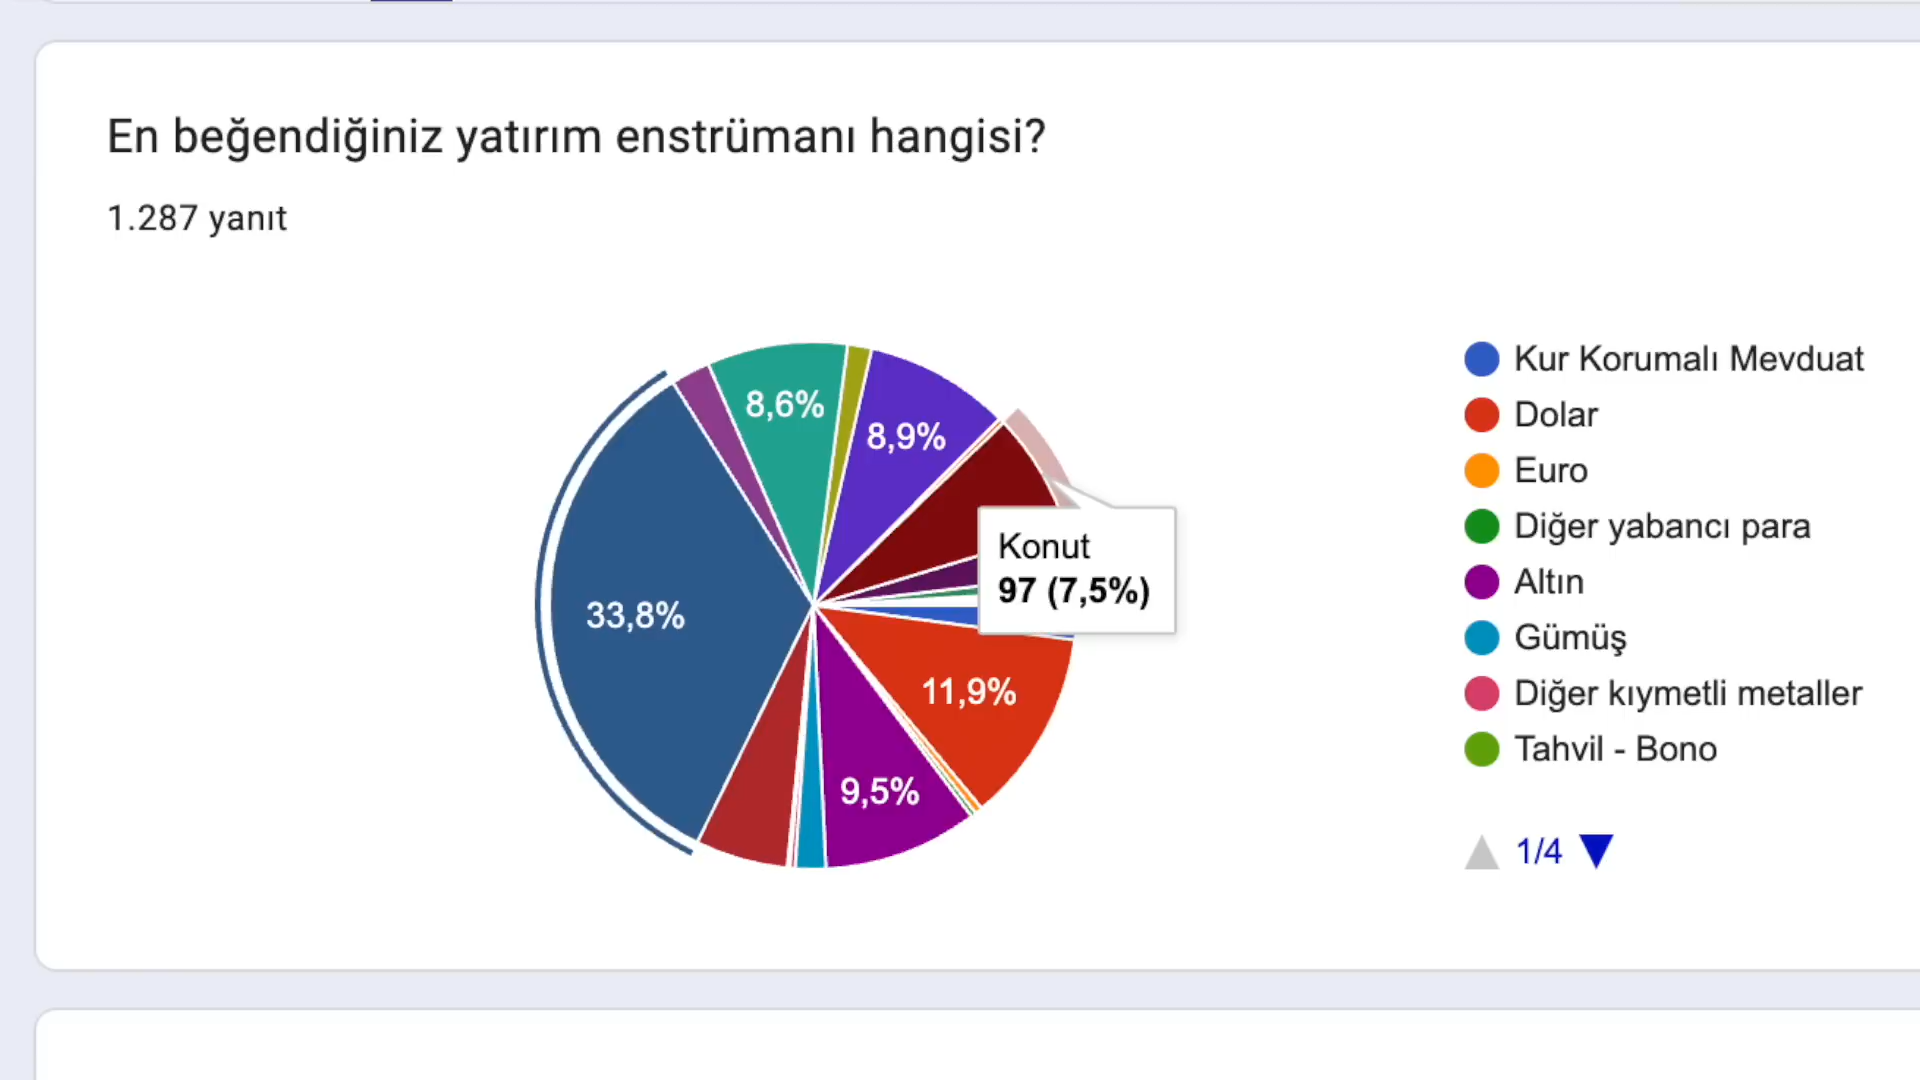 En beğendiğiniz yatırım enstrümanı hangisi?
1.287 yanıt
8,6%
8,9%
33,8%
11,9%
9,5%
Konut
97 (7,5%)
Kur Korumalı Mevduat
Dolar
Euro
Diğer yabancı para
Altın
Gümüş
Diğer kıymetli metaller
Tahvil - Bono
1/4